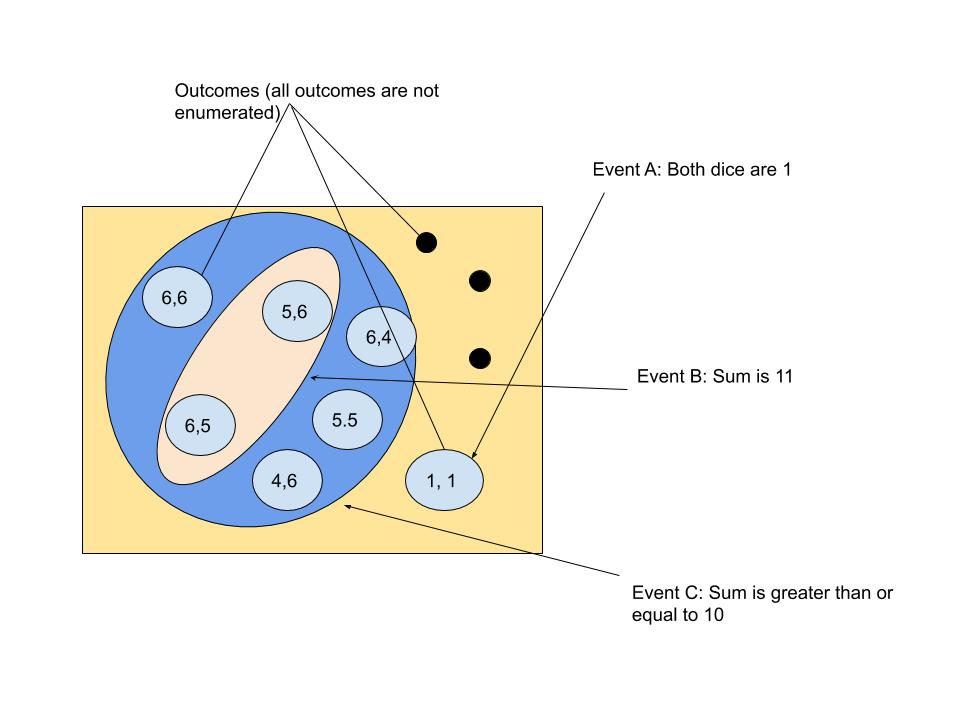 Outcomes (all outcomes are not
enumerated)
Event A: Both dice are 1
6,6
5,6
6,4
Event B: Sum is 11
6,5
5.5
4,6
1, 1
Event C: Sum is greater than or
equal to 10